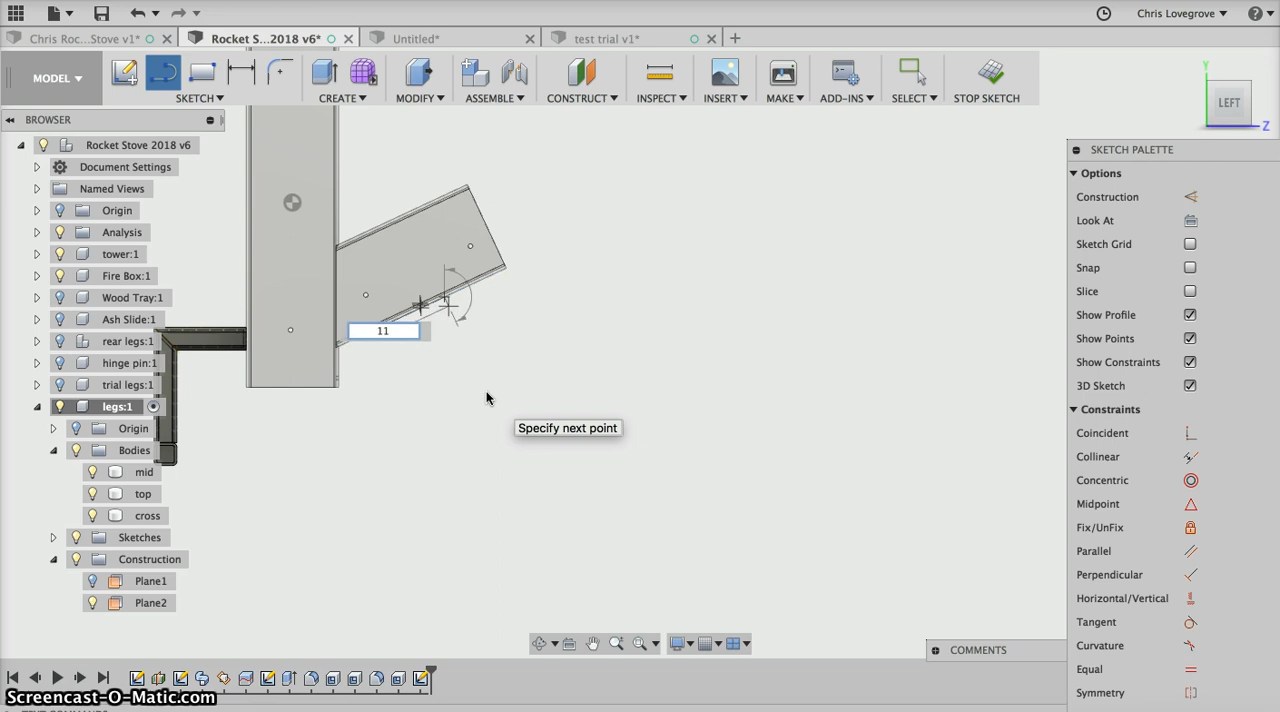 Chris Lovegrove
Chris Roc...Stove v1*
Rocket S...2018 v6*
Untitled*
test trial v1*
MODEL
SKETCH
CREATE
MODIFY
ASSEMBLE
CONSTRUCT
INSPECT
INSERT
MAKE
ADD-INS
SELECT
STOP SKETCH
Y
LEFT
Z
BROWSER
Rocket Stove 2018 v6
Document Settings
Named Views
Origin
Analysis
tower:1
Fire Box:1
Wood Tray:1
Ash Slide:1
rear legs:1
hinge pin:1
trial legs:1
legs:1
Origin
Bodies
mid
top
cross
Sketches
Construction
Plane1
Plane2
11
Specify next point
SKETCH PALETTE
Options
Construction
Look At
Sketch Grid
Snap
Slice
Show Profile
Show Points
Show Constraints
3D Sketch
Constraints
Coincident
Collinear
Concentric
Midpoint
Fix/UnFix
Parallel
Perpendicular
Horizontal/Vertical
Tangent
Curvature
Equal
Symmetry
COMMENTS
Screencast-O-Matic.com